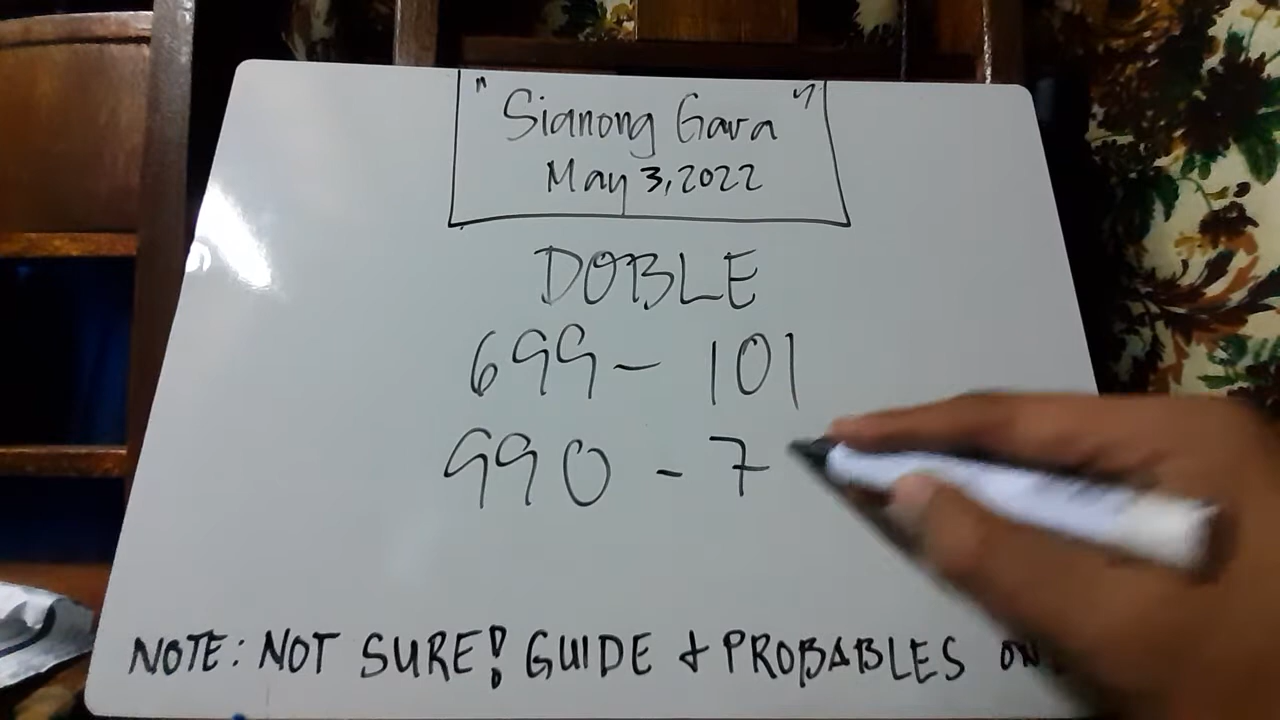 "Sianong Gara"
May 3, 2022
DOBLE
699 - 101
990 - 7
NOTE: NOT SURE! GUIDE & PROBABLES